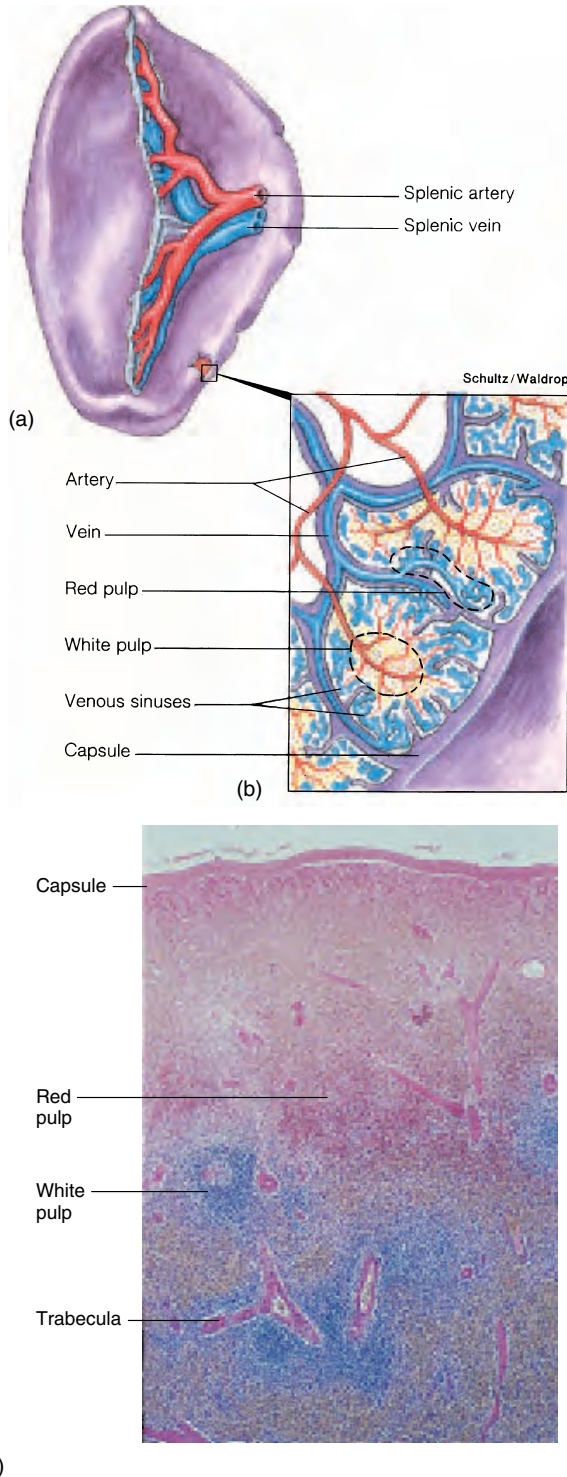 Splenic artery
Splenic vein
Schultz/Waldrop
(a)
Artery
Vein
Red pulp
White pulp
Venous sinuses
Capsule
(b)
Capsule
Red
pulp
White
pulp
Trabecula
)